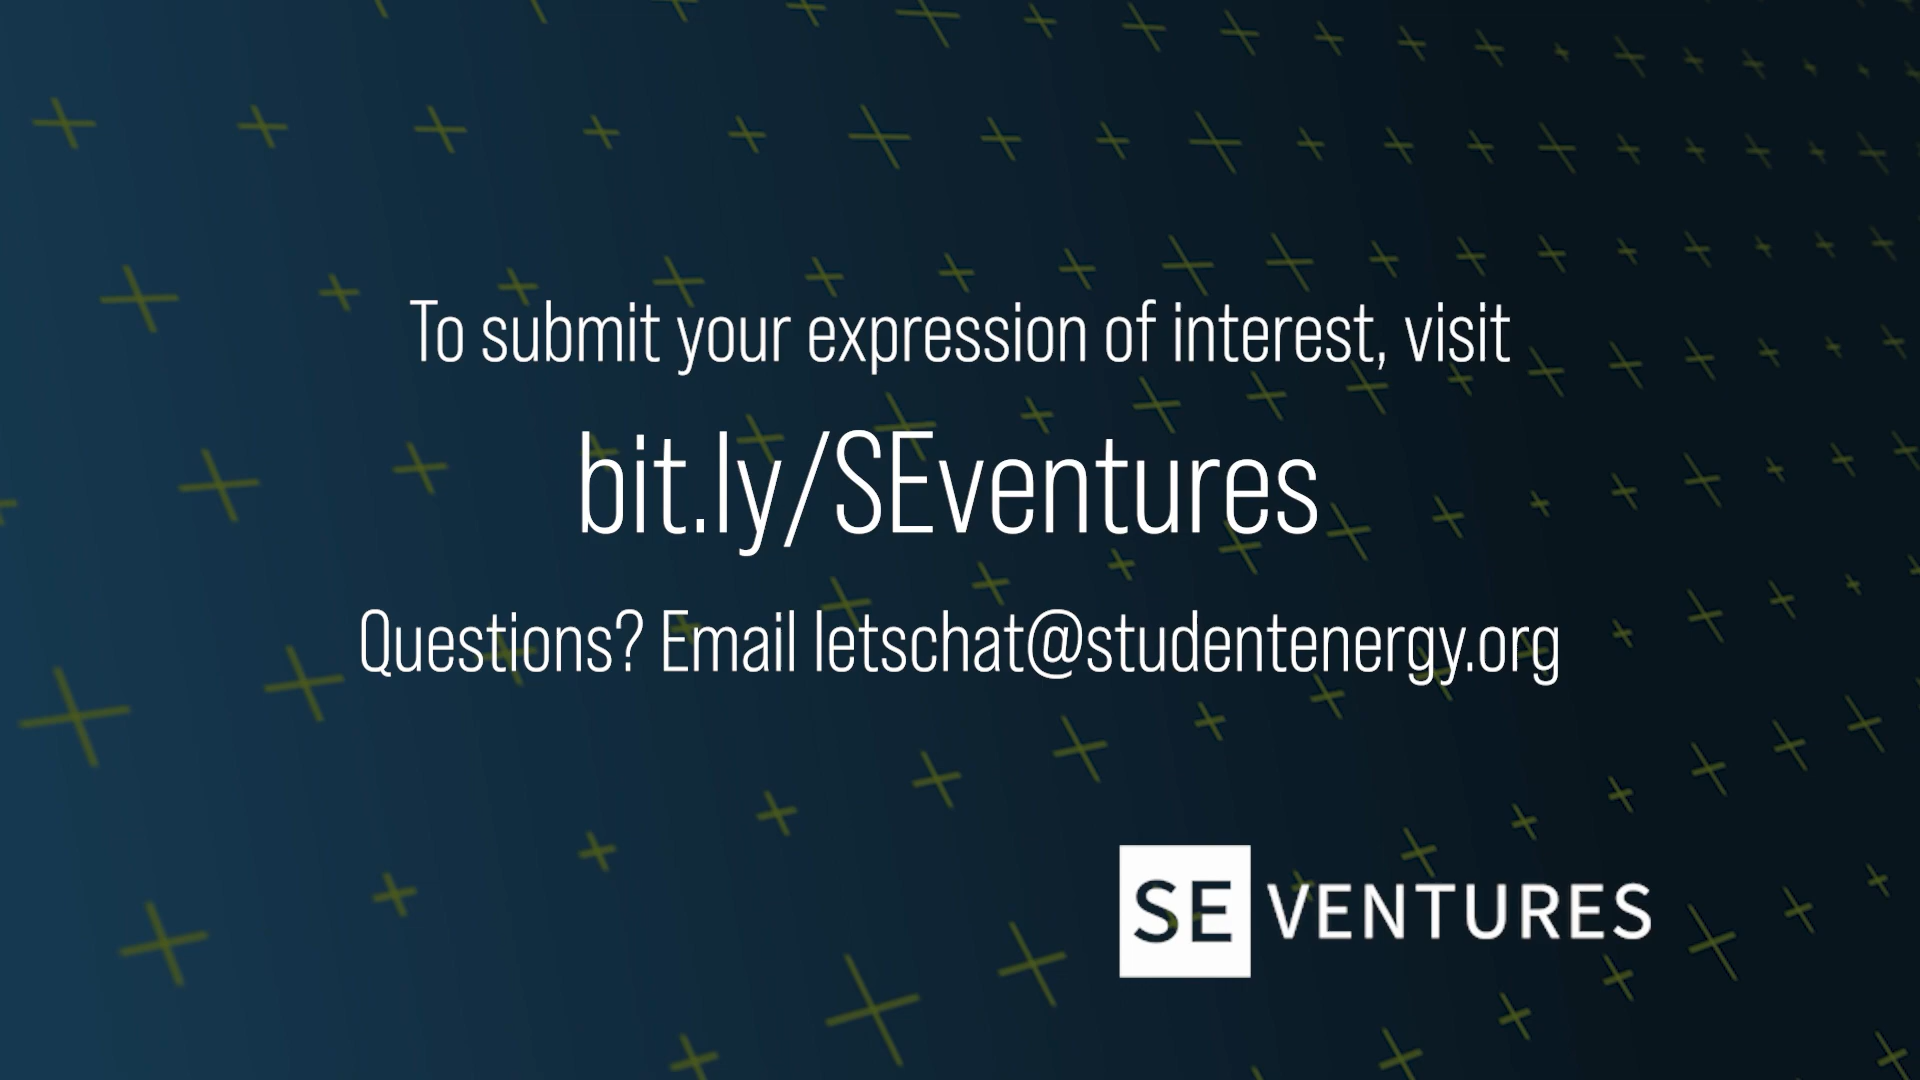 To submit your expression of interest, visit
bit.ly/SEventures
Questions? Email letschat@studentenergy.org
SE VENTURES